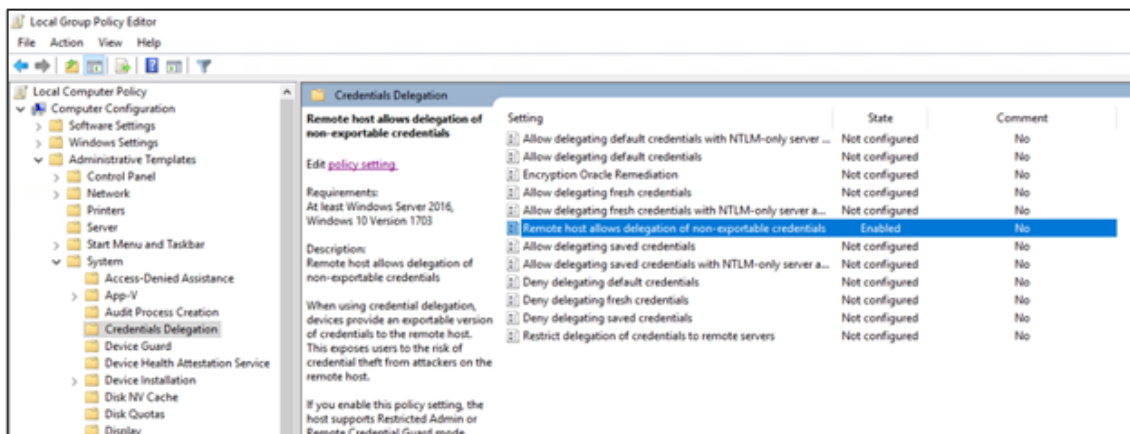 Local Group Policy Editor
File Action View Help
Local Computer Policy
Computer Configuration
Software Settings
Windows Settings
Administrative Templates
Control Panel
Network
Printers
Server
Start Menu and Taskbar
System
Access-Denied Assistance
App-V
Audit Process Creation
Credentials Delegation
Device Guard
Device Health Attestation Service
Device Installation
Disk NV Cache
Disk Quotas
Display
Credentials Delegation
Remote host allows delegation of
non-exportable credentials
Edit policy setting
Requirements:
At least Windows Server 2016,
Windows 10 Version 1703
Description:
Remote host allows delegation of
non-exportable credentials
When using credential delegation,
devices provide an exportable version
of credentials to the remote host.
This exposes users to the risk of
credential theft from attackers on the
remote host.
If you enable this policy setting, the
host supports Restricted Admin or
Remote Credential Guard mode.
Setting State Comment
Allow delegating default credentials with NTLM-only server ... Not configured No
Allow delegating default credentials Not configured No
Encryption Oracle Remediation Not configured No
Allow delegating fresh credentials Not configured No
Allow delegating fresh credentials with NTLM-only server a... Not configured No
Remote host allows delegation of non-exportable credentials Enabled No
Allow delegating saved credentials Not configured No
Allow delegating saved credentials with NTLM-only server a... Not configured No
Deny delegating default credentials Not configured No
Deny delegating fresh credentials Not configured No
Deny delegating saved credentials Not configured No
Restrict delegation of credentials to remote servers Not configured No